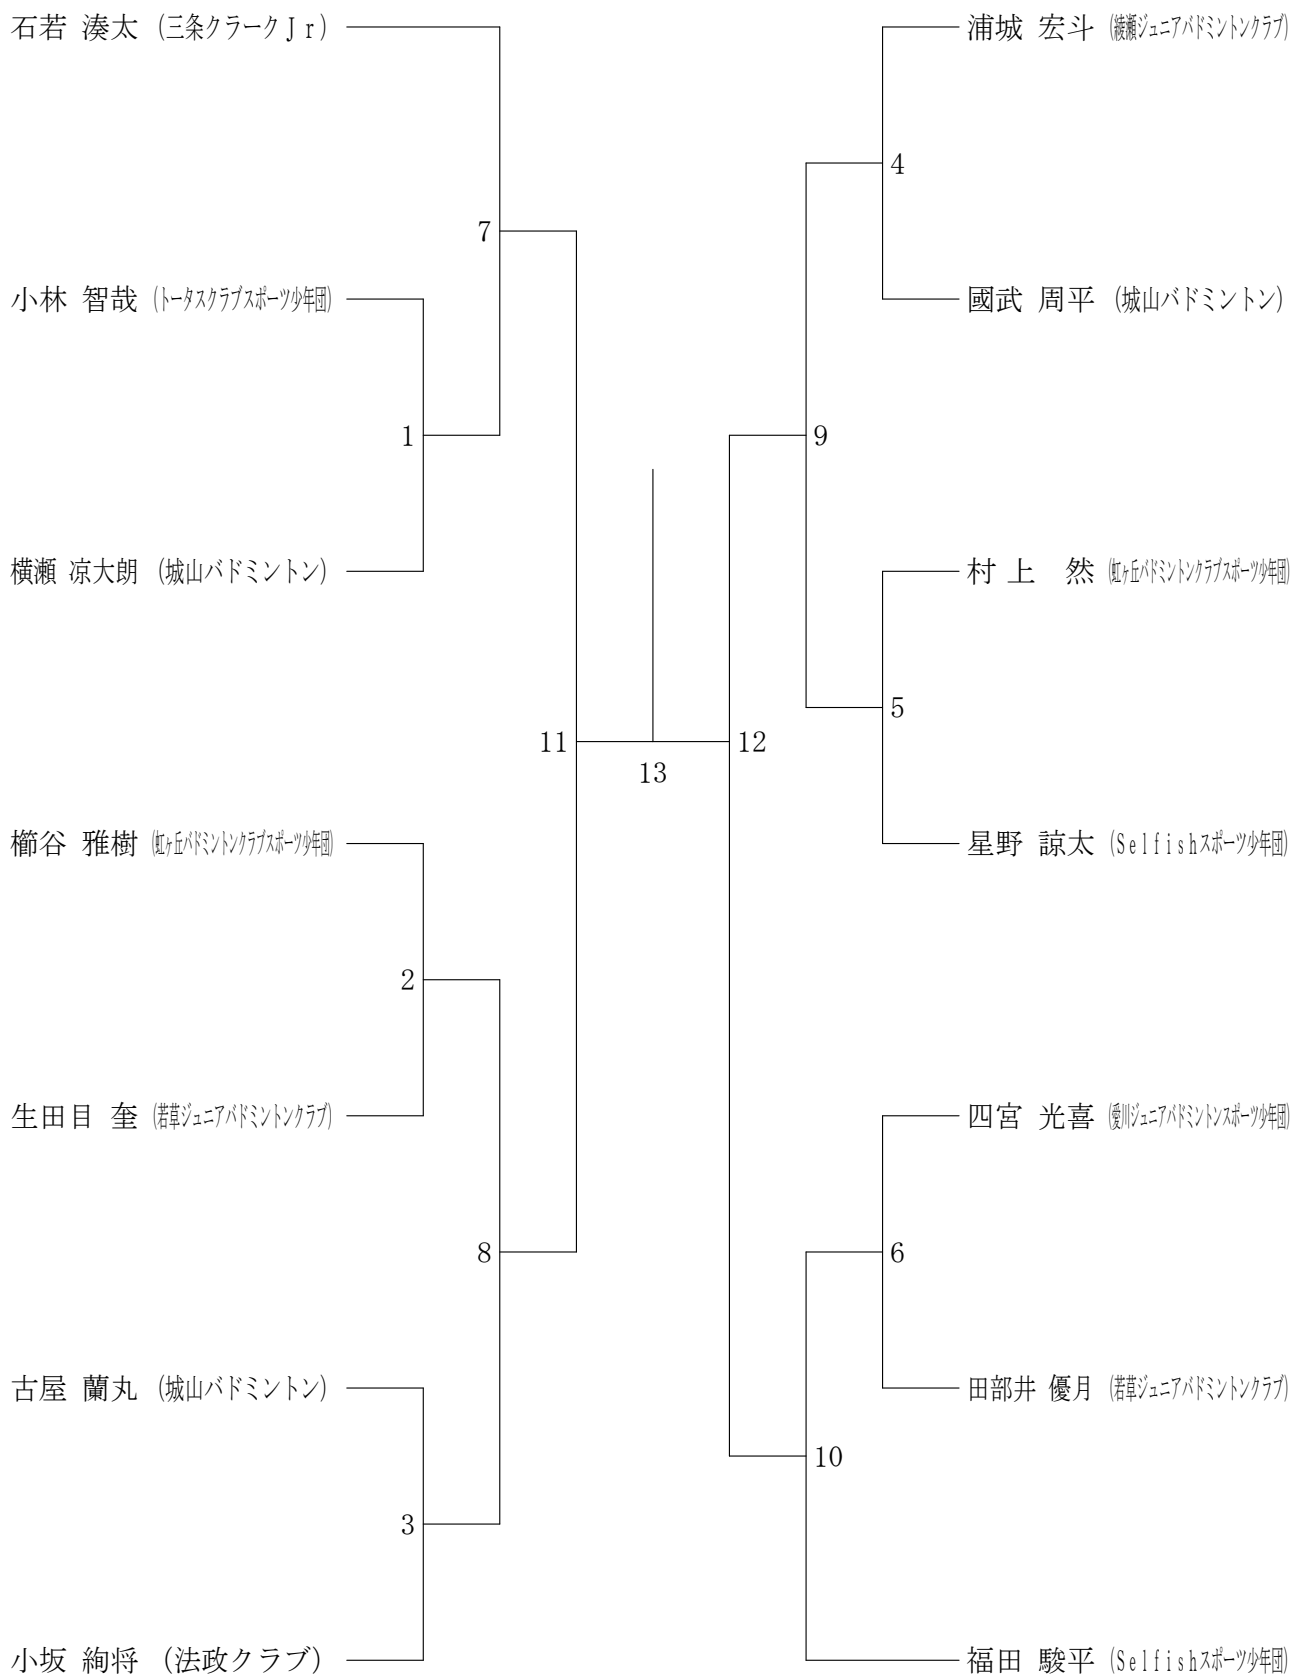 石若 湊太 (三条クラークＪｒ)
小林 智哉 (トータスクラブスポーツ少年団)
横瀬 凉大朗 (城山バドミントン)
櫛谷 雅樹 (虹ヶ丘バドミントンクラブスポーツ少年団)
生田目 奎 (若草ジュニアバドミントンクラブ)
古屋 蘭丸 (城山バドミントン)
小坂 絢将 (法政クラブ)
1
2
3
7
8
11
13
12
9
10
4
5
6
浦城 宏斗 (綾瀬ジュニアバドミントンクラブ)
國武 周平 (城山バドミントン)
村上 然 (虹ヶ丘バドミントンクラブスポーツ少年団)
星野 諒太 (Selfishスポーツ少年団)
四宮 光喜 (愛川ジュニアバドミントンスポーツ少年団)
田部井 優月 (若草ジュニアバドミントンクラブ)
福田 駿平 (Selfishスポーツ少年団)